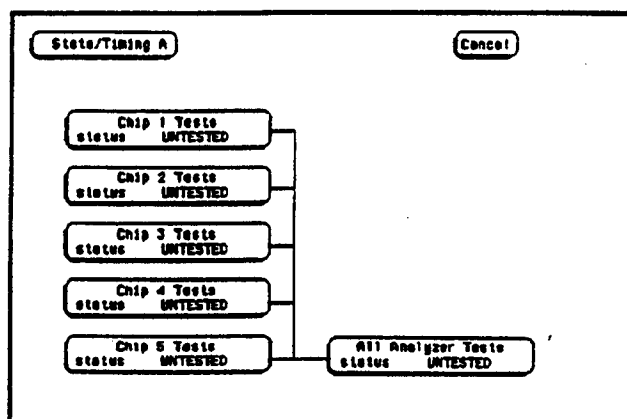 State/Timing A
Cancel
Chip 1 Tests
status UNTESTED
Chip 2 Tests
status UNTESTED
Chip 3 Tests
status UNTESTED
Chip 4 Tests
status UNTESTED
Chip 5 Tests
status UNTESTED
All Analyzer Tests
status UNTESTED